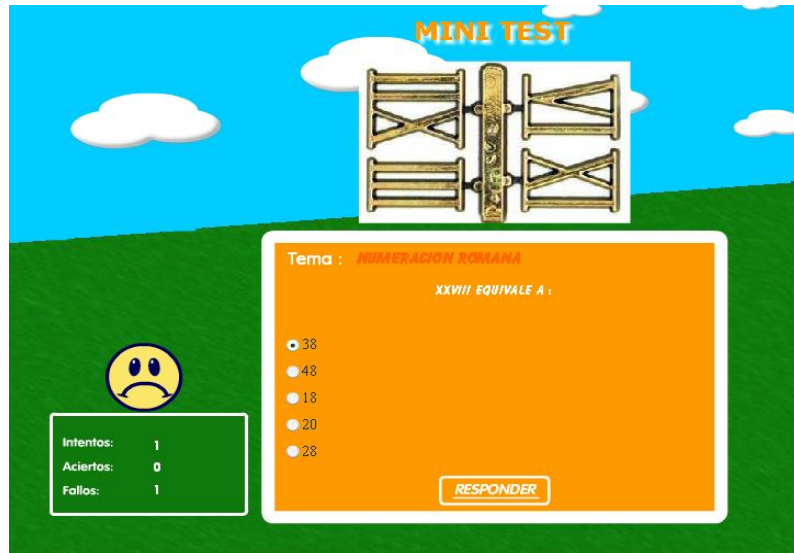 MINI TEST
Tema : NUMERACION ROMANA
XXVIII EQUIVALE A :
38
48
18
20
28
RESPONDER
Intentos: 1
Aciertos: 0
Fallos: 1